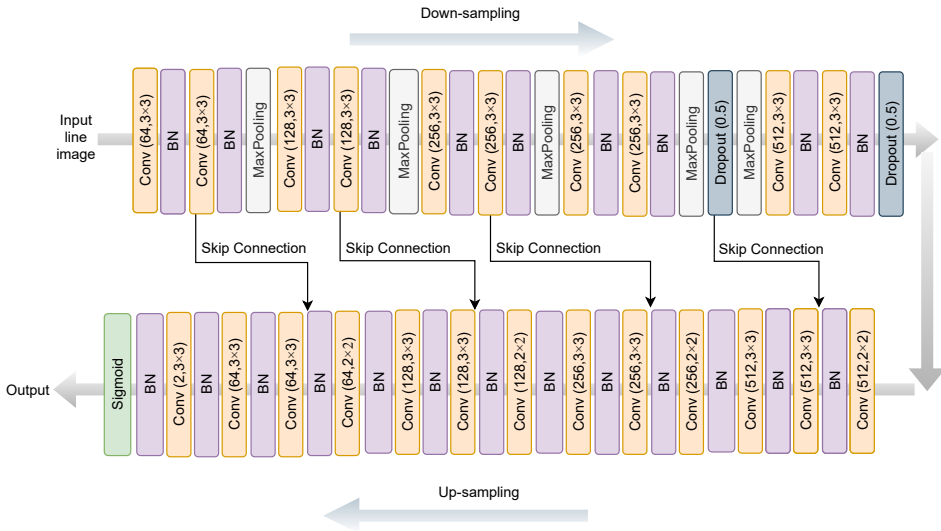 Down-sampling
Input
line
image
Conv (64,3×3)
BN
Conv (64,3×3)
BN
MaxPooling
Conv (128,3×3)
BN
Conv (128,3×3)
BN
MaxPooling
Conv (256,3×3)
BN
Conv (256,3×3)
BN
MaxPooling
Conv (256,3×3)
BN
Conv (256,3×3)
BN
MaxPooling
Dropout (0.5)
MaxPooling
Conv (512,3×3)
BN
Conv (512,3×3)
BN
Dropout (0.5)
Skip Connection
Skip Connection
Skip Connection
Skip Connection
Output
Sigmoid
BN
Conv (2,3×3)
BN
Conv (64,3×3)
BN
Conv (64,3×3)
BN
Conv (64,2×2)
BN
Conv (128,3×3)
BN
Conv (128,3×3)
BN
Conv (128,2×2)
BN
Conv (256,3×3)
BN
Conv (256,3×3)
BN
Conv (256,2×2)
BN
Conv (512,3×3)
BN
Conv (512,3×3)
BN
Conv (512,2×2)
Up-sampling